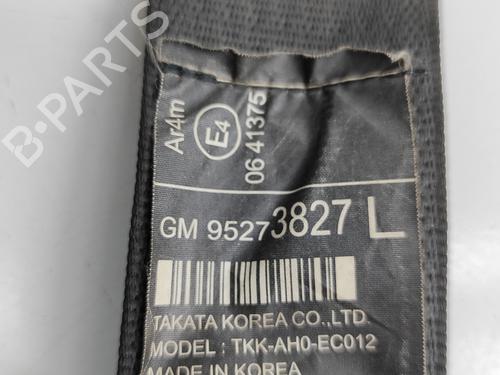 B-PARTS
Ar4m
E4
06 41375
GM 95273827 L
TAKATA KOREA CO.,LTD.
MODEL : TKK-AH0-EC012
MADE IN KOREA